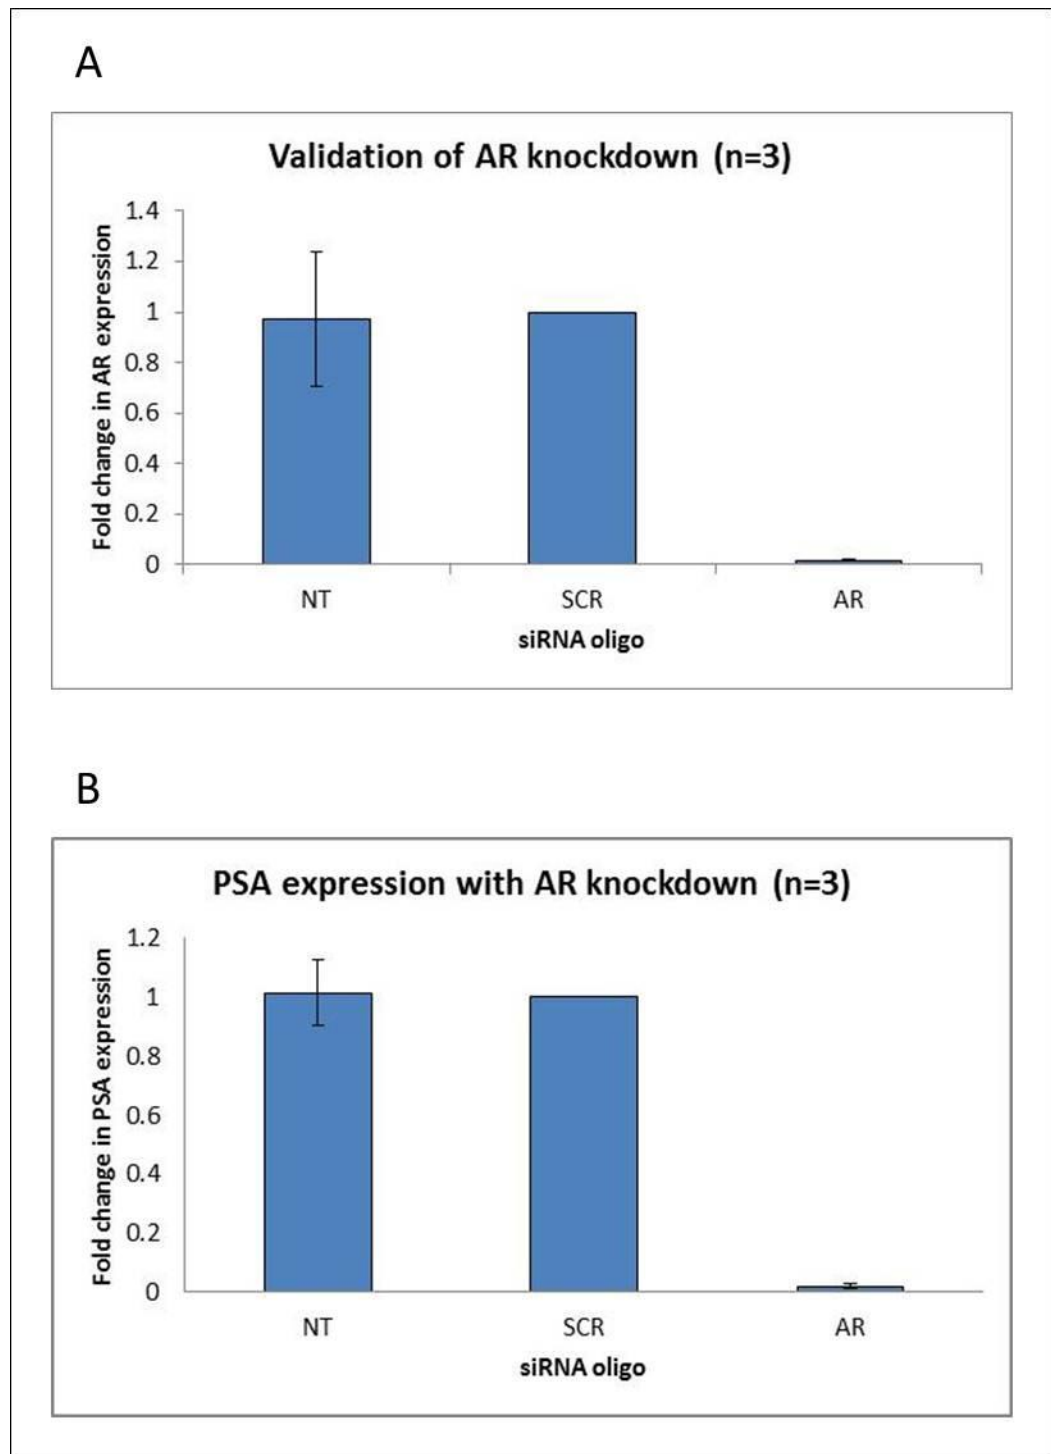 A
Validation of AR knockdown (n=3)
Fold change in AR expression
1.4
1.2
1
0.8
0.6
0.4
0.2
0
NT SCR AR
siRNA oligo
B
PSA expression with AR knockdown (n=3)
Fold change in PSA expression
1.2
1
0.8
0.6
0.4
0.2
0
NT SCR AR
siRNA oligo